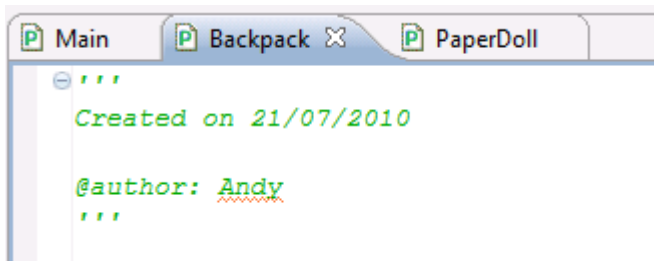 Main Backpack PaperDoll
'''
Created on 21/07/2010
@author: Andy
'''